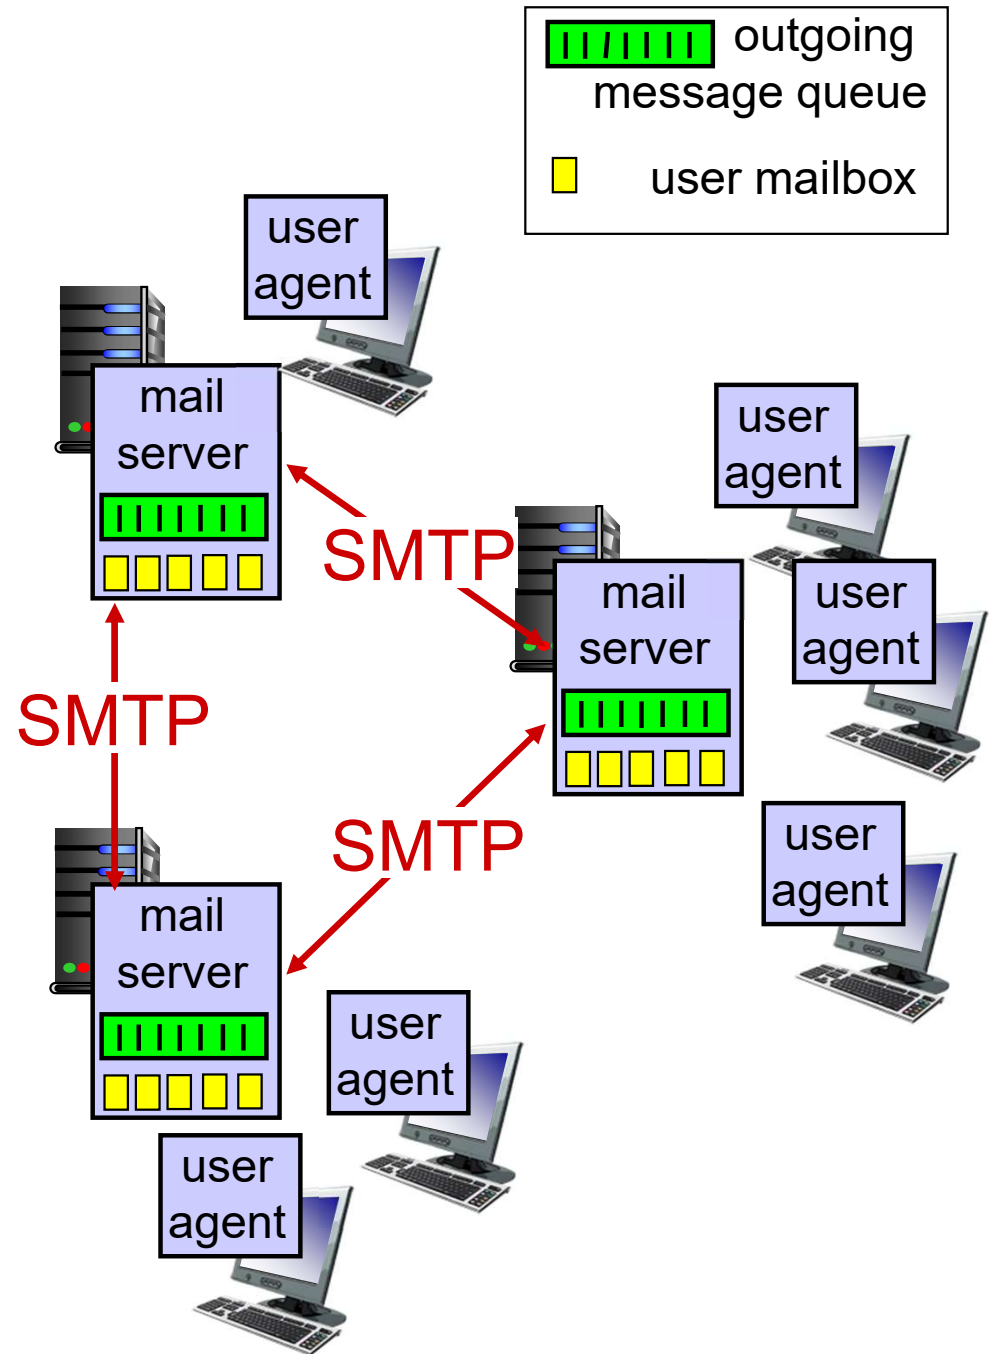 outgoing
message queue
user mailbox
user
agent
mail
server
user
agent
SMTP
mail
server
user
agent
SMTP
SMTP
user
agent
mail
server
user
agent
user
agent